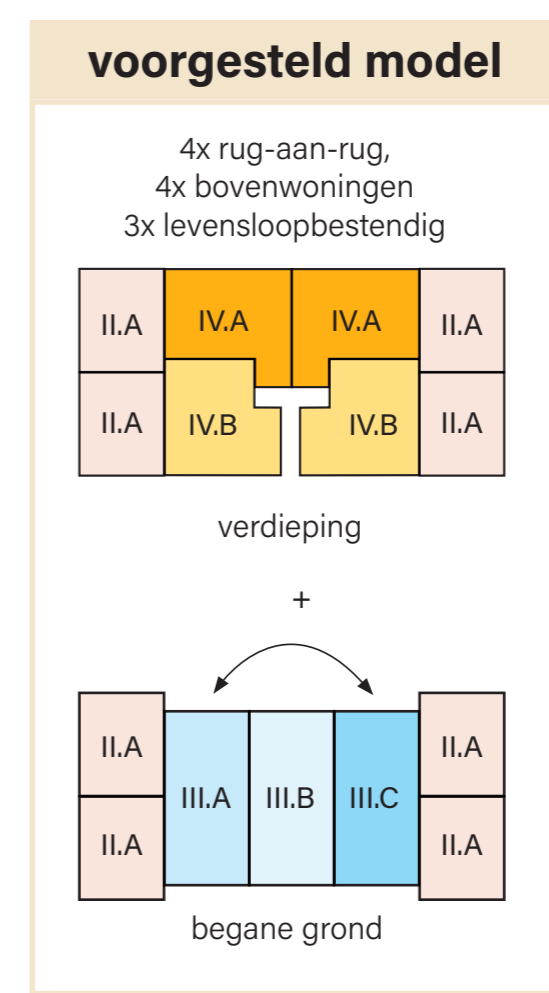 voorgesteld model
4x rug-aan-rug,
4x bovenwoningen
3x levensloopbestendig
II.A IV.A IV.A II.A
II.A IV.B IV.B II.A
verdieping
+
II.A II.A
III.A III.B III.C
II.A II.A
begane grond